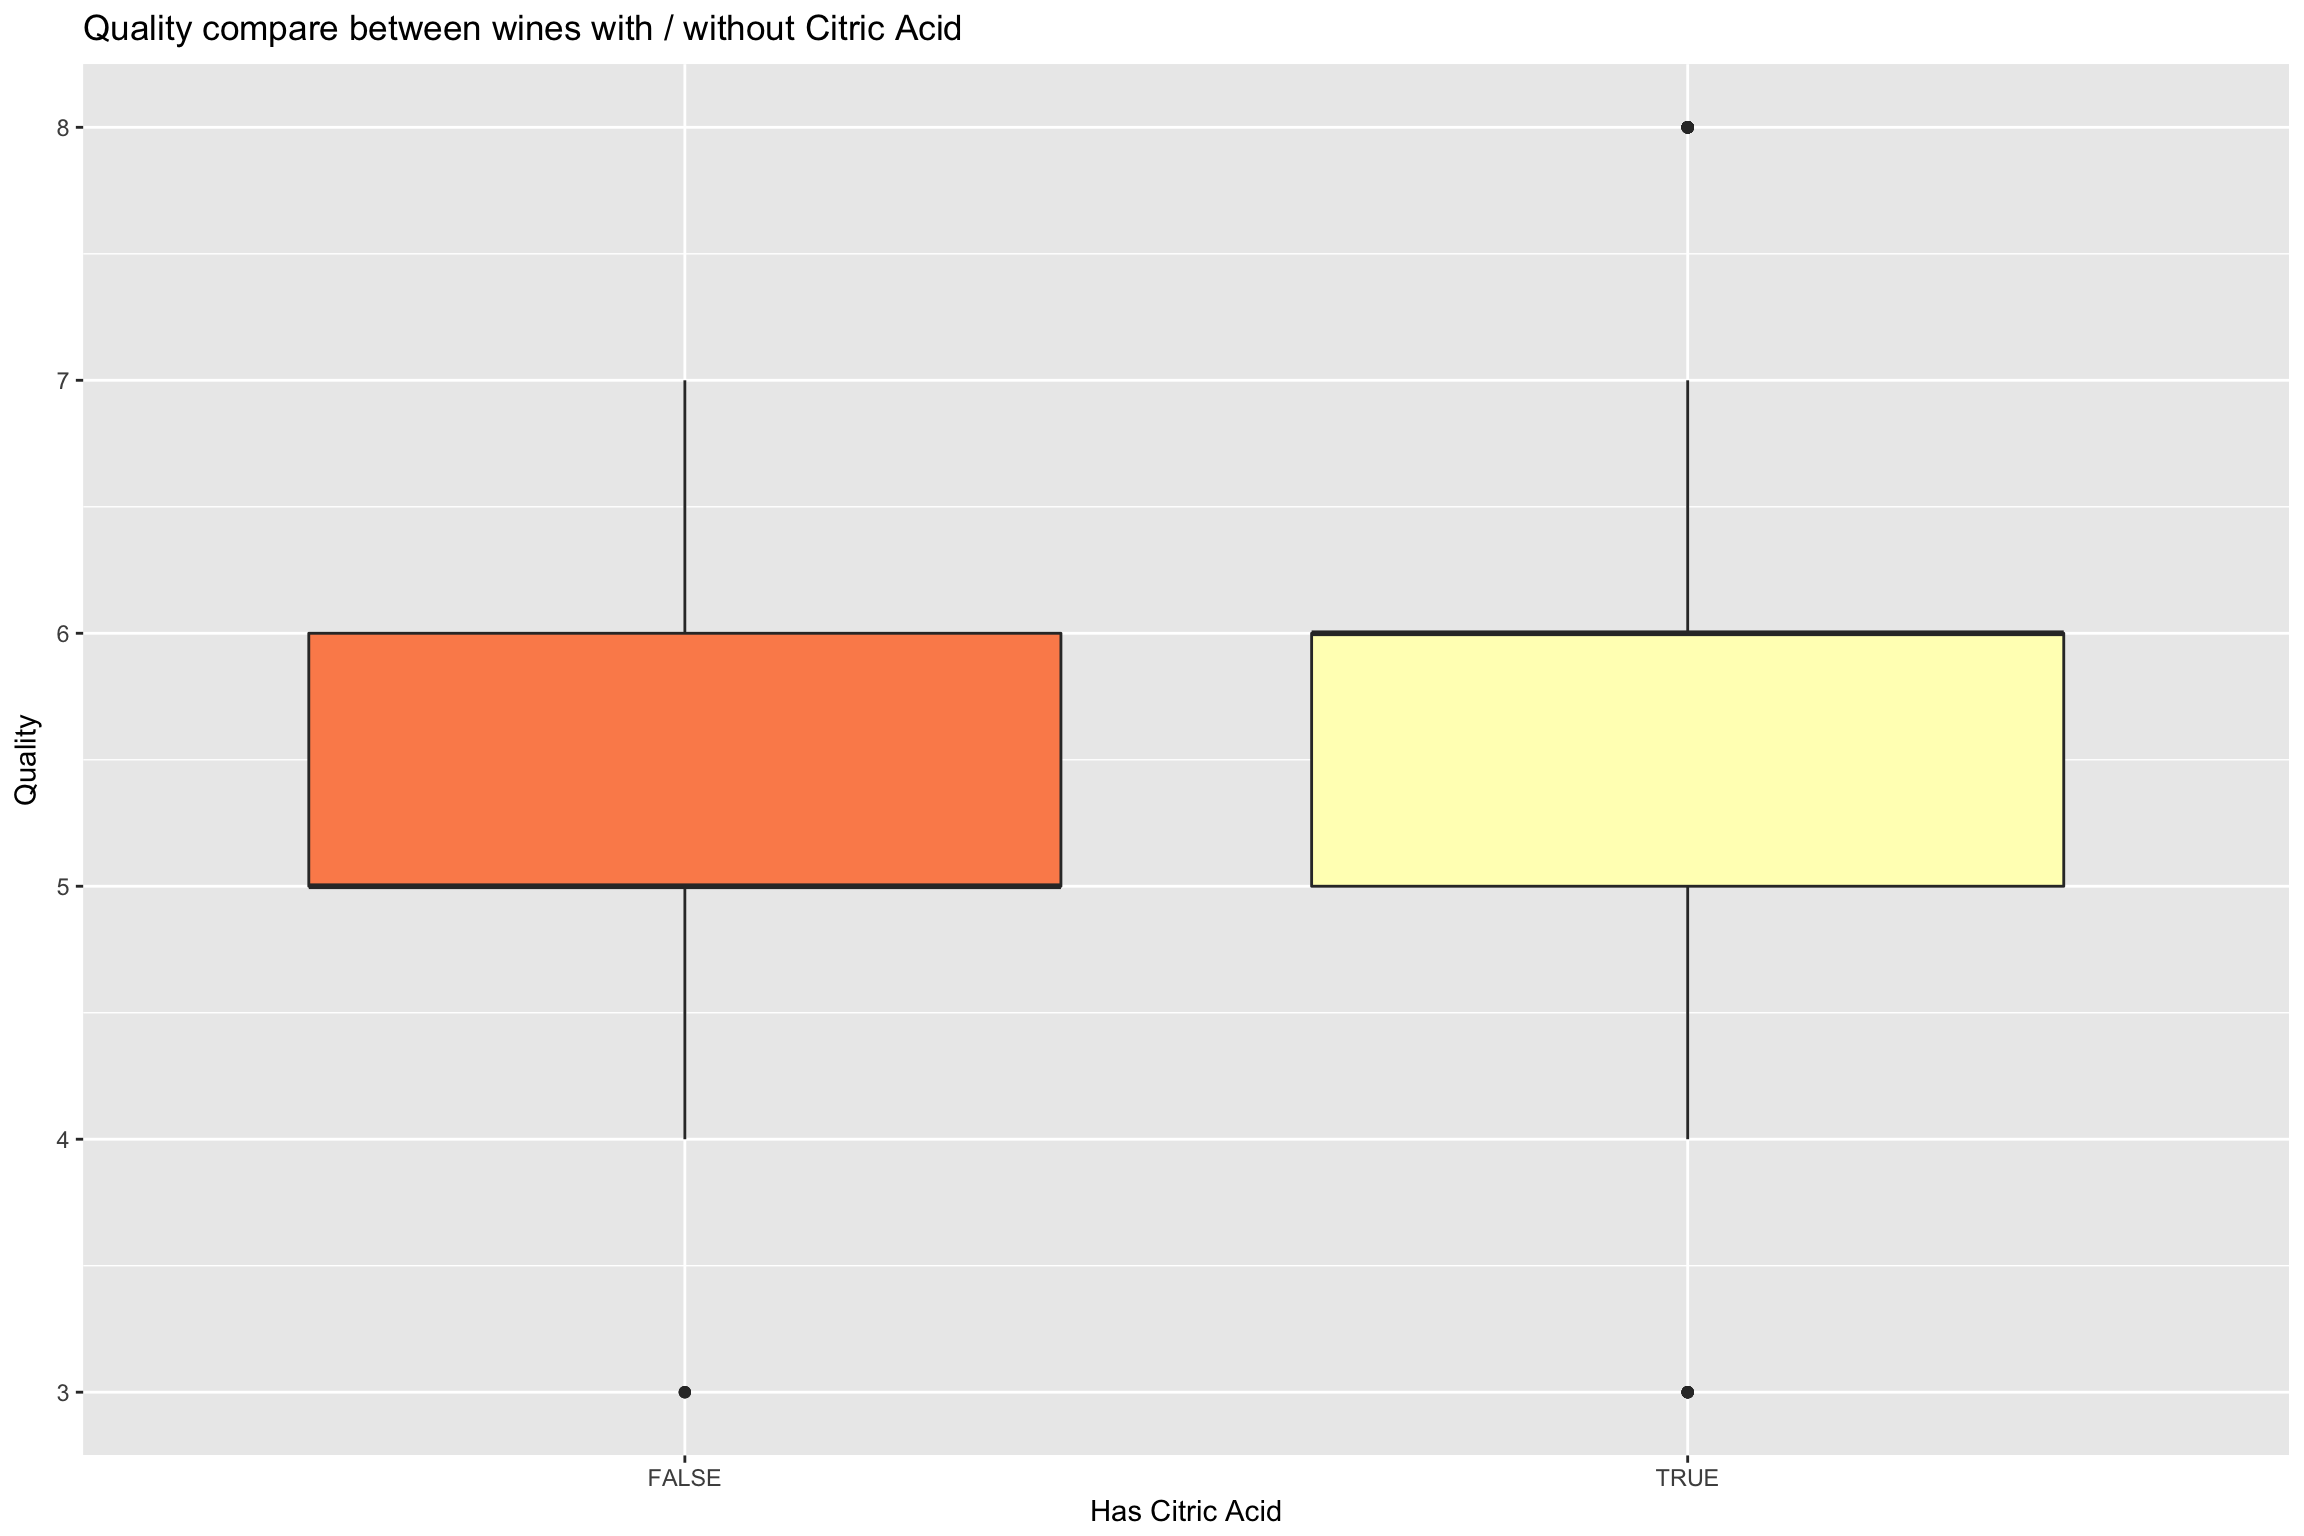 Quality compare between wines with / without Citric Acid
8
7
6
5
4
3
Quality
FALSE
TRUE
Has Citric Acid